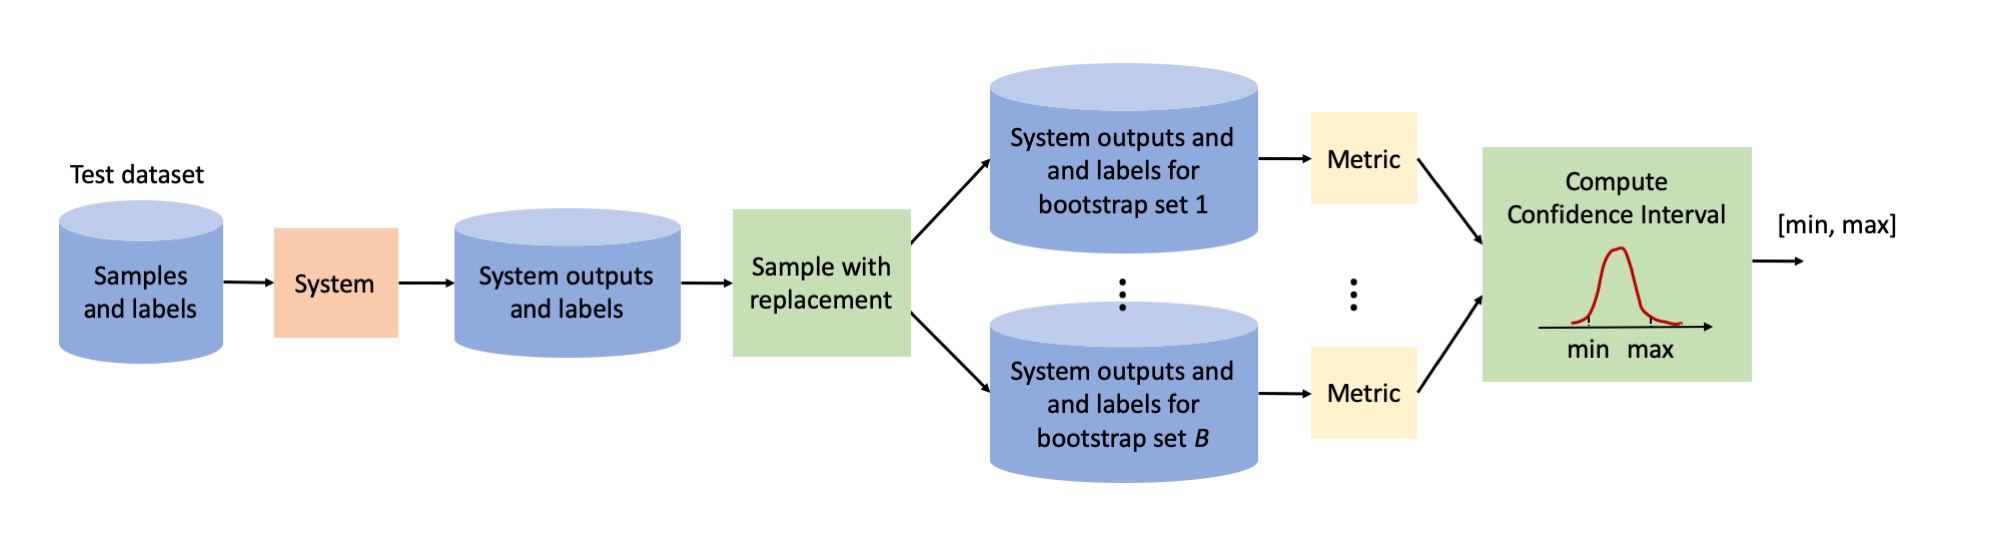 Test dataset
Samples
and labels
System
System outputs
and labels
Sample with
replacement
System outputs and
and labels for
bootstrap set 1
System outputs and
and labels for
bootstrap set B
Metric
Metric
Compute
Confidence Interval
min max
[min, max]